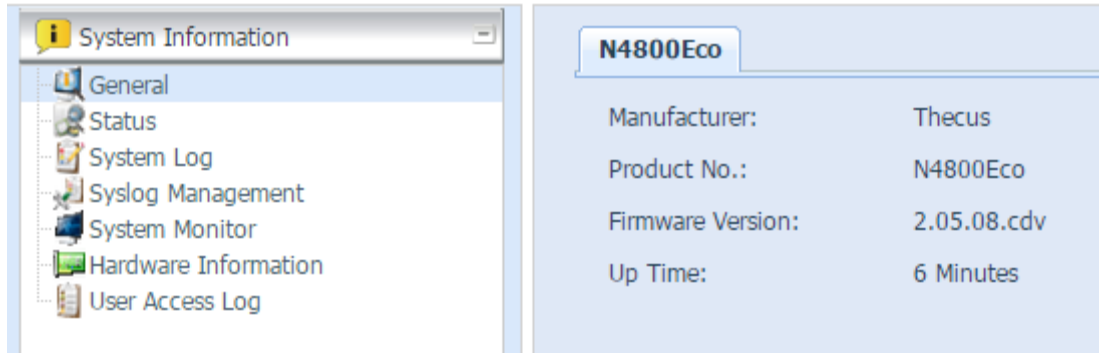 System Information
General
Status
System Log
Syslog Management
System Monitor
Hardware Information
User Access Log
N4800Eco
Manufacturer: Thecus
Product No.: N4800Eco
Firmware Version: 2.05.08.cdv
Up Time: 6 Minutes